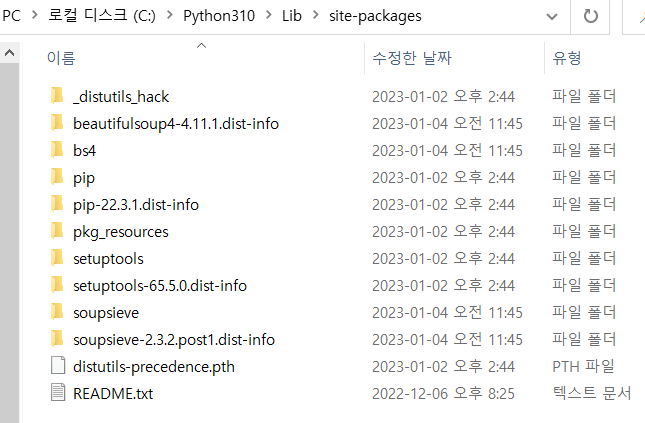 PC > 로컬 디스크 (C:) > Python310 > Lib > site-packages
이름 수정한 날짜 유형
_distutils_hack 2023-01-02 오후 2:44 파일 폴더
beautifulsoup4-4.11.1.dist-info 2023-01-04 오전 11:45 파일 폴더
bs4 2023-01-04 오전 11:45 파일 폴더
pip 2023-01-02 오후 2:44 파일 폴더
pip-22.3.1.dist-info 2023-01-02 오후 2:44 파일 폴더
pkg_resources 2023-01-02 오후 2:44 파일 폴더
setuptools 2023-01-02 오후 2:44 파일 폴더
setuptools-65.5.0.dist-info 2023-01-02 오후 2:44 파일 폴더
soupsieve 2023-01-04 오전 11:45 파일 폴더
soupsieve-2.3.2.post1.dist-info 2023-01-04 오전 11:45 파일 폴더
distutils-precedence.pth 2023-01-02 오후 2:44 PTH 파일
README.txt 2022-12-06 오후 8:25 텍스트 문서